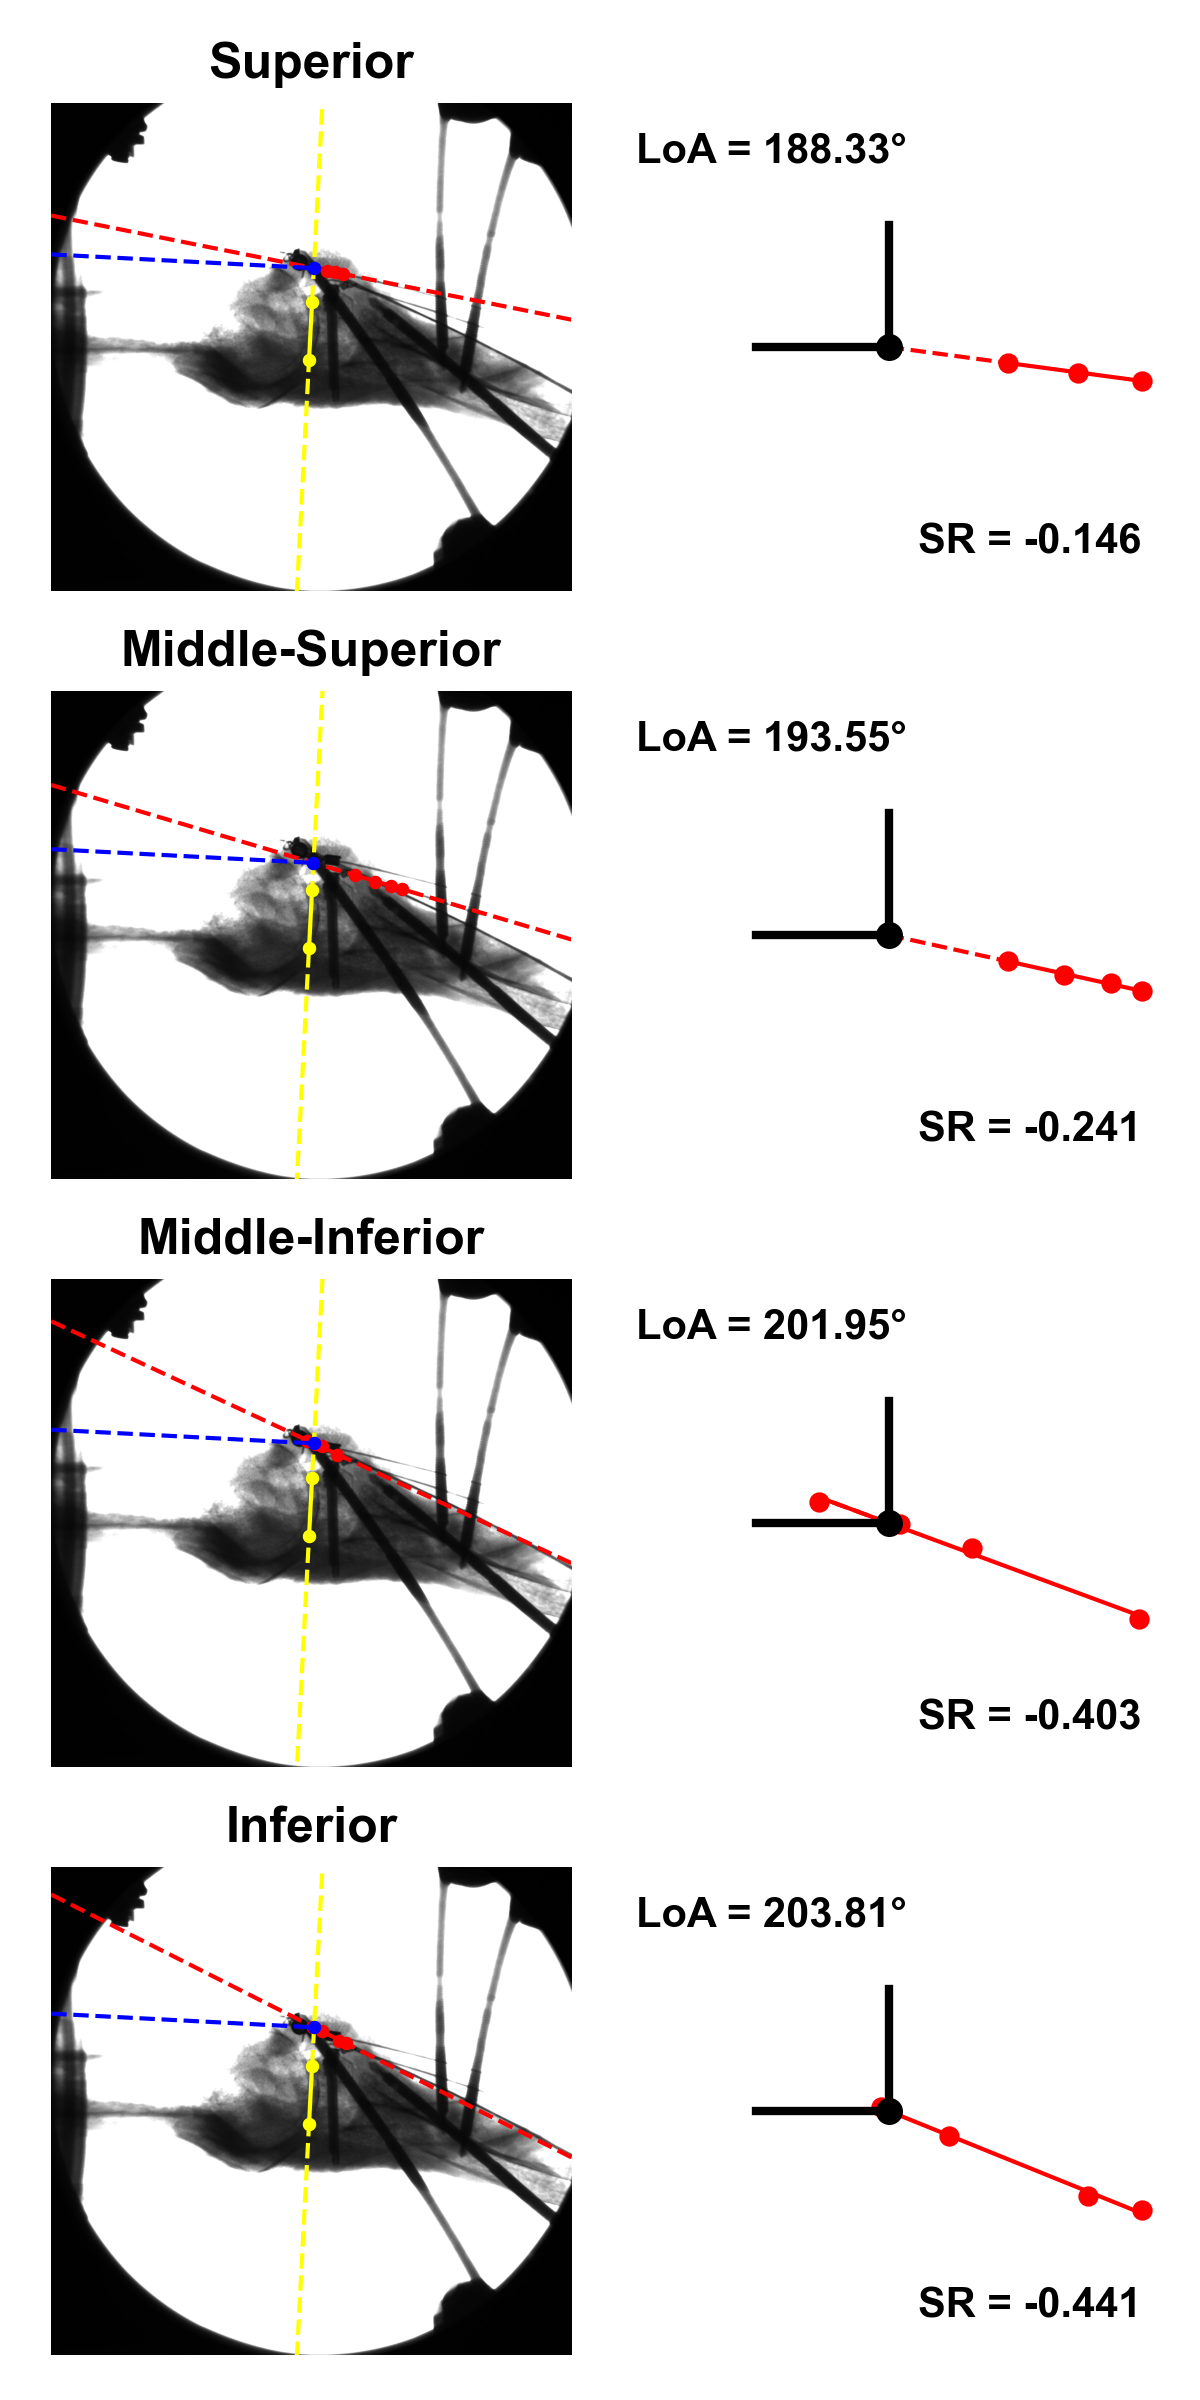 Superior
LoA = 188.33°
SR = -0.146
Middle-Superior
LoA = 193.55°
SR = -0.241
Middle-Inferior
LoA = 201.95°
SR = -0.403
Inferior
LoA = 203.81°
SR = -0.441